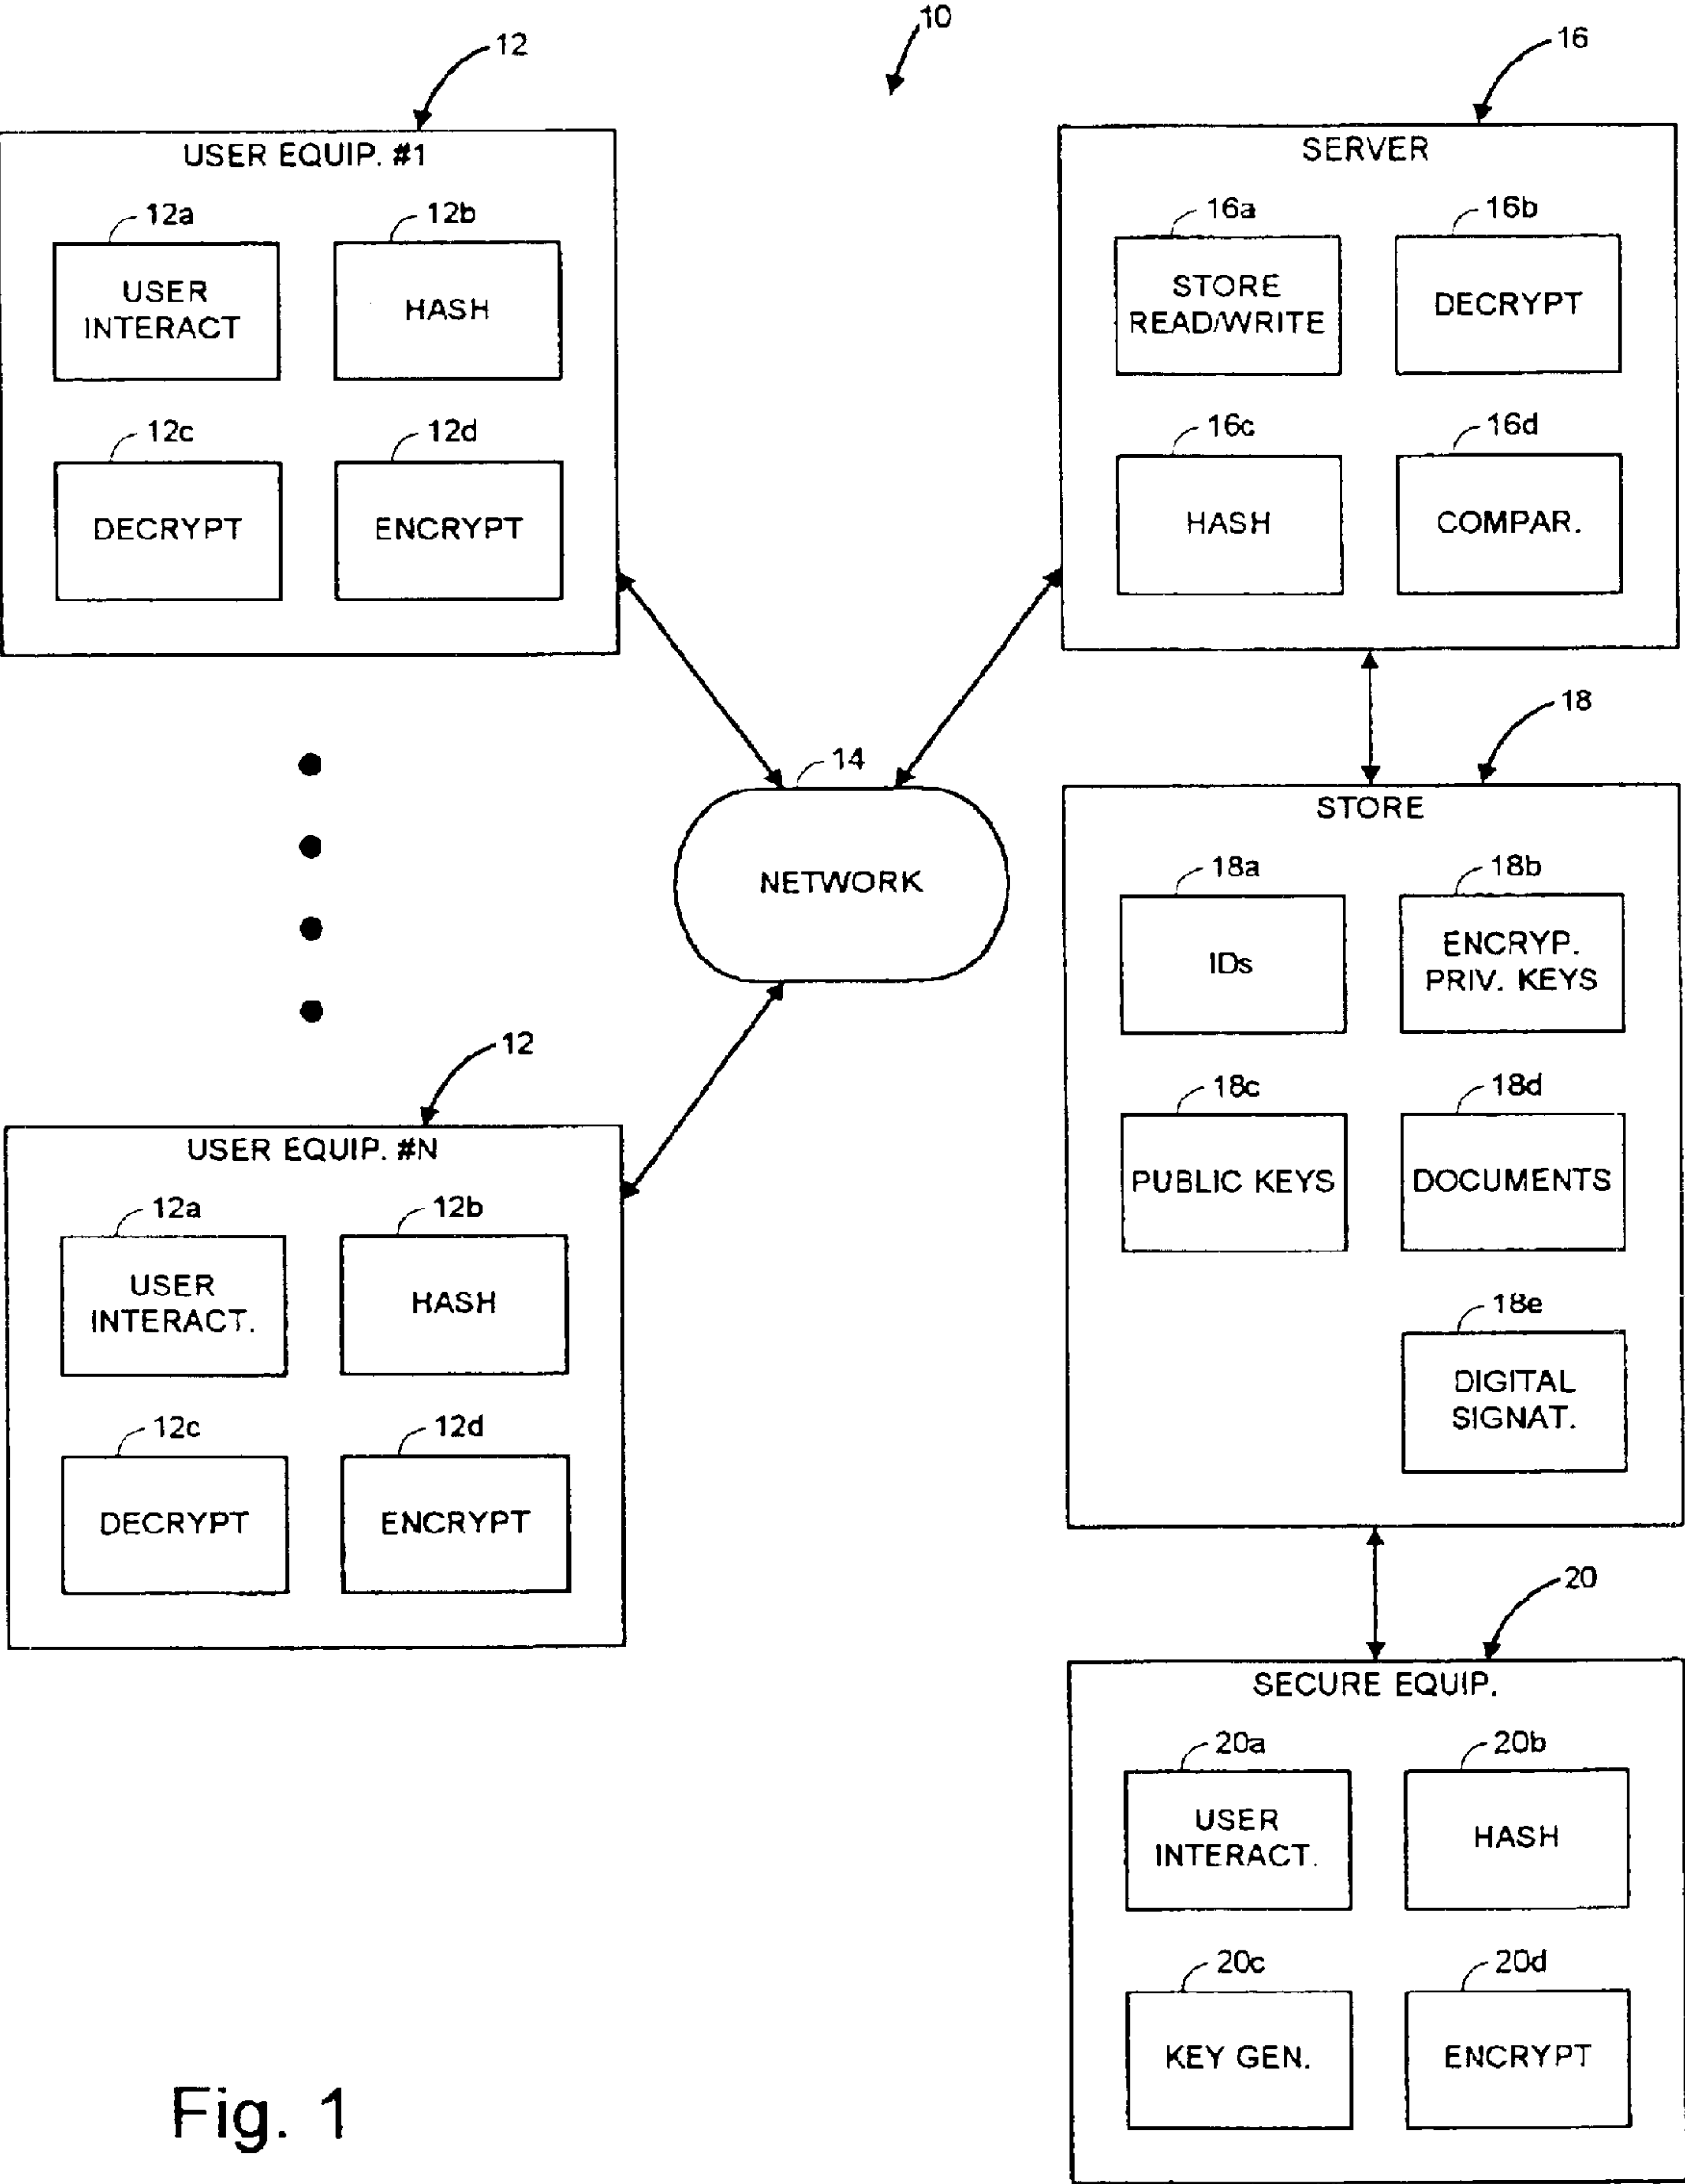 10
12
USER EQUIP. #1
12a
12b
USER
INTERACT
HASH
12c
12d
DECRYPT
ENCRYPT
16
SERVER
16a
16b
STORE
READ/WRITE
DECRYPT
16c
16d
HASH
COMPAR.
14
NETWORK
18
STORE
18a
18b
IDs
ENCRYP.
PRIV. KEYS
18c
18d
PUBLIC KEYS
DOCUMENTS
18e
DIGITAL
SIGNAT.
12
USER EQUIP. #N
12a
12b
USER
INTERACT.
HASH
12c
12d
DECRYPT
ENCRYPT
20
SECURE EQUIP.
20a
20b
USER
INTERACT.
HASH
20c
20d
KEY GEN.
ENCRYPT
Fig. 1